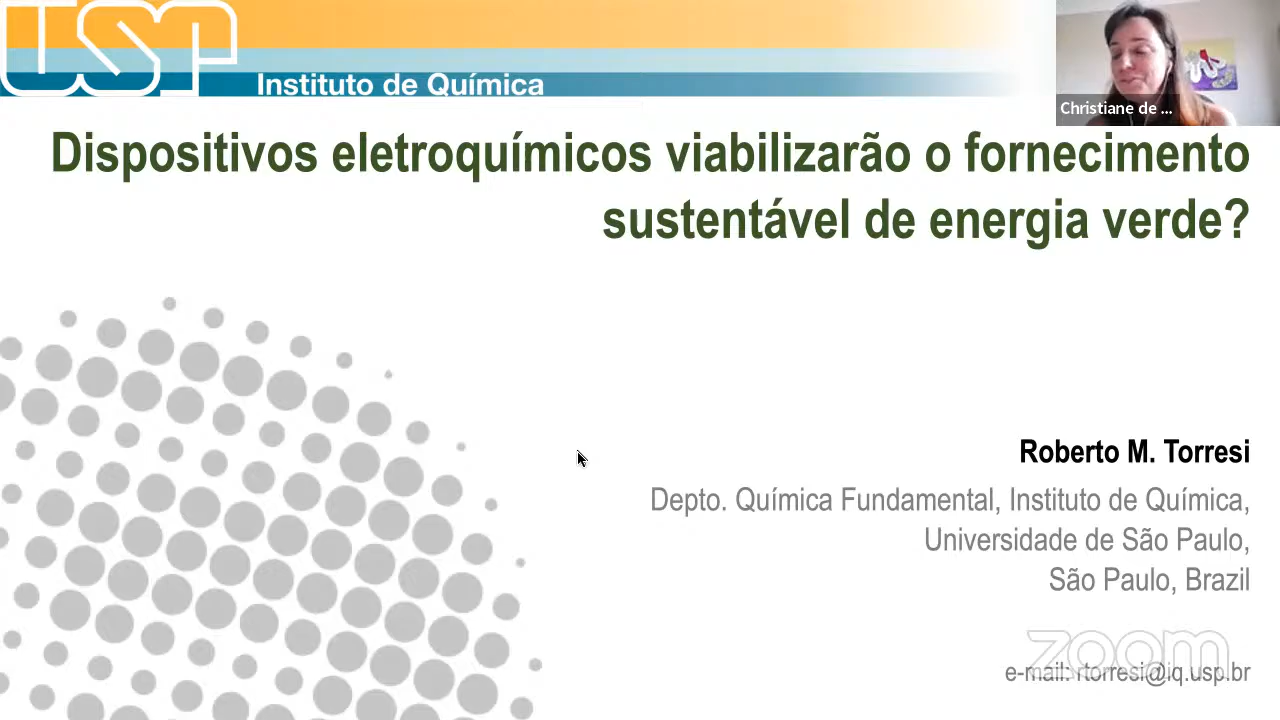 USP
Instituto de Química
Christiane de ...
Dispositivos eletroquímicos viabilizarão o fornecimento
sustentável de energia verde?
Roberto M. Torresi
Depto. Química Fundamental, Instituto de Química,
Universidade de São Paulo,
São Paulo, Brazil
zoom
e-mail: rtorresi@iq.usp.br